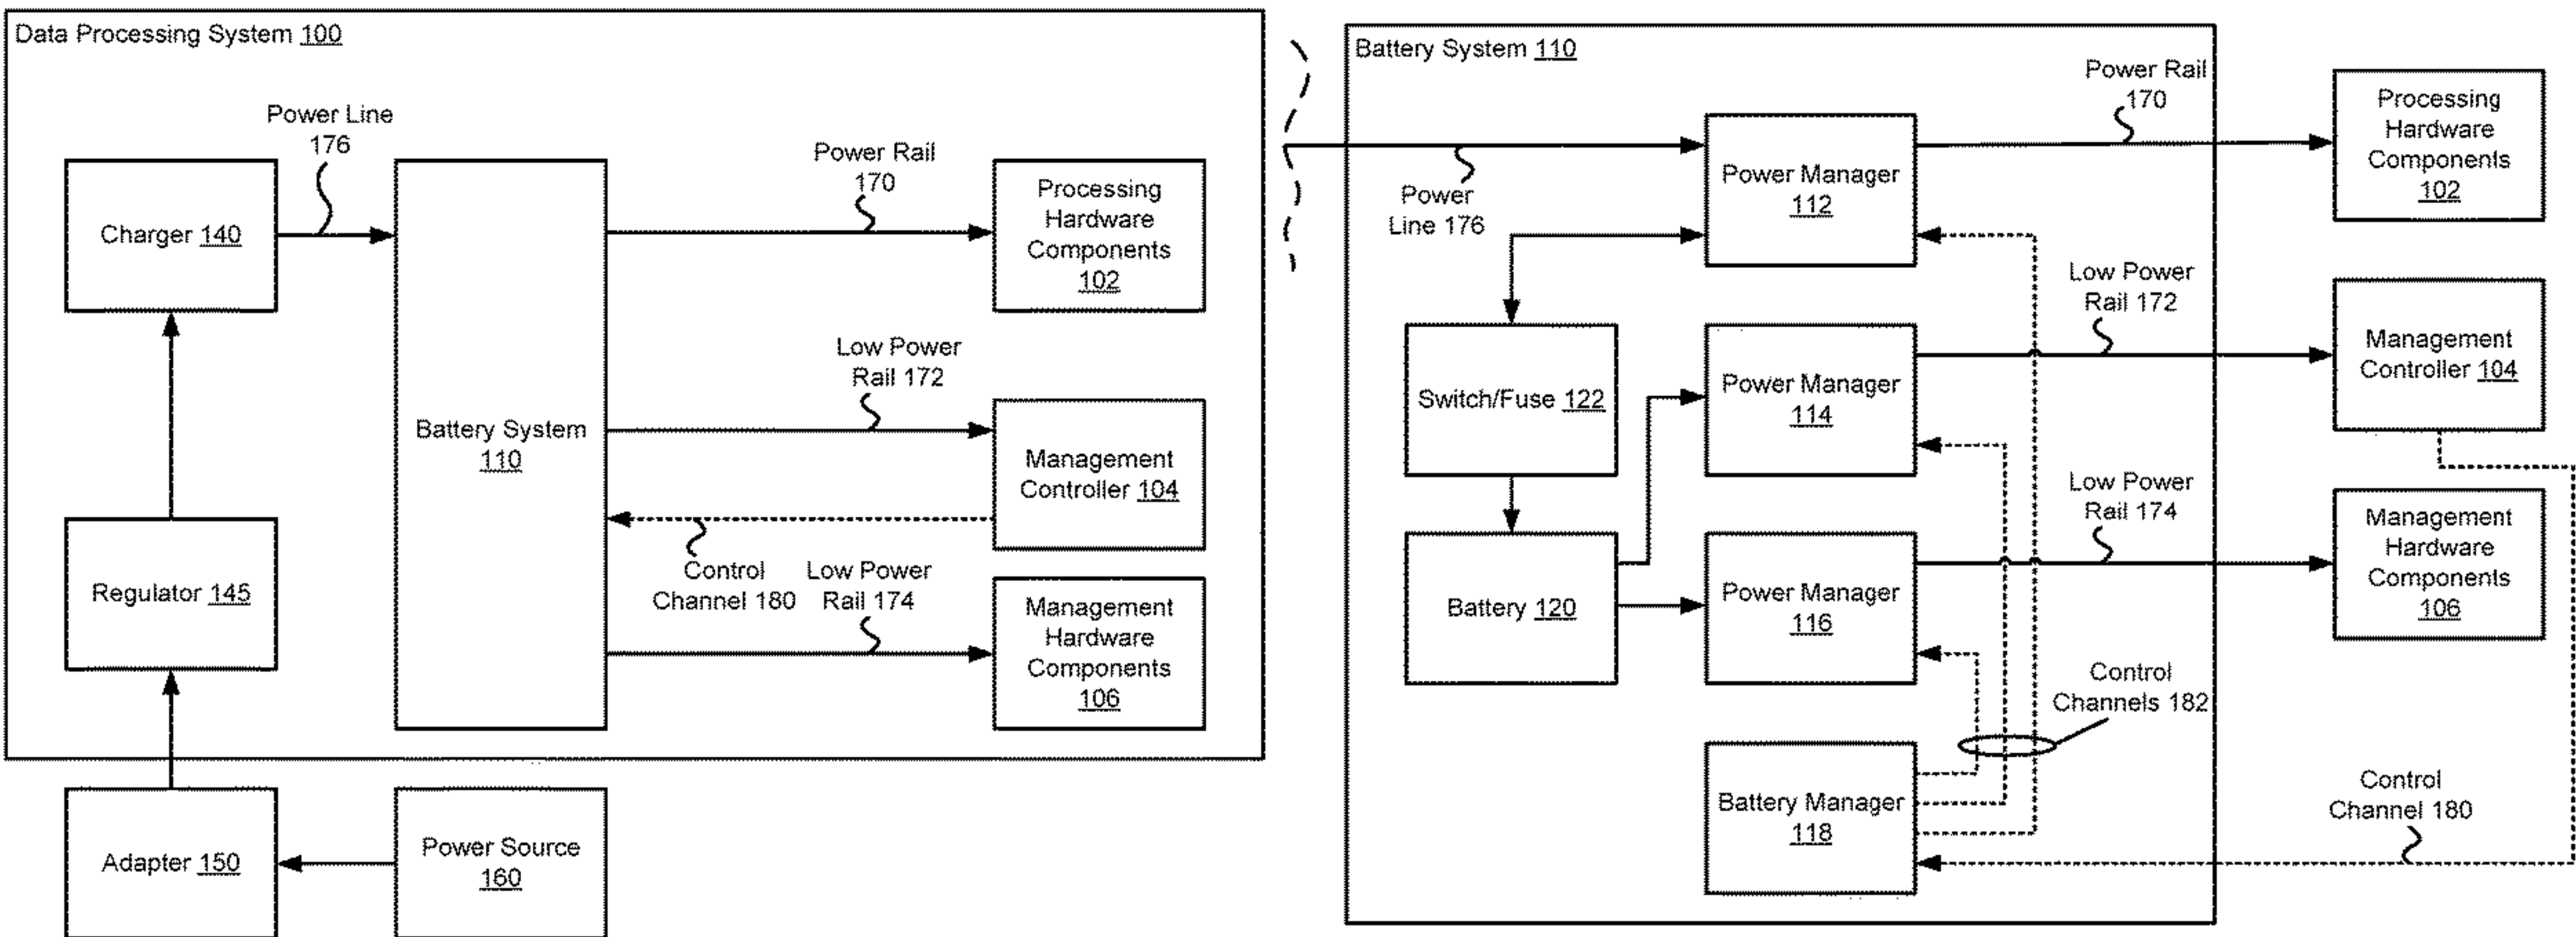 Data Processing System 100
Power Line
176
Charger 140
Regulator 145
Adapter 150
Power Source
160
Battery System
110
Power Rail
170
Processing
Hardware
Components
102
Low Power
Rail 172
Management
Controller 104
Control
Channel 180
Low Power
Rail 174
Management
Hardware
Components
106
Battery System 110
Power
Line 176
Power Manager
112
Power Rail
170
Processing
Hardware
Components
102
Switch/Fuse 122
Power Manager
114
Low Power
Rail 172
Management
Controller 104
Battery 120
Power Manager
116
Low Power
Rail 174
Management
Hardware
Components
106
Control
Channels 182
Battery Manager
118
Control
Channel 180